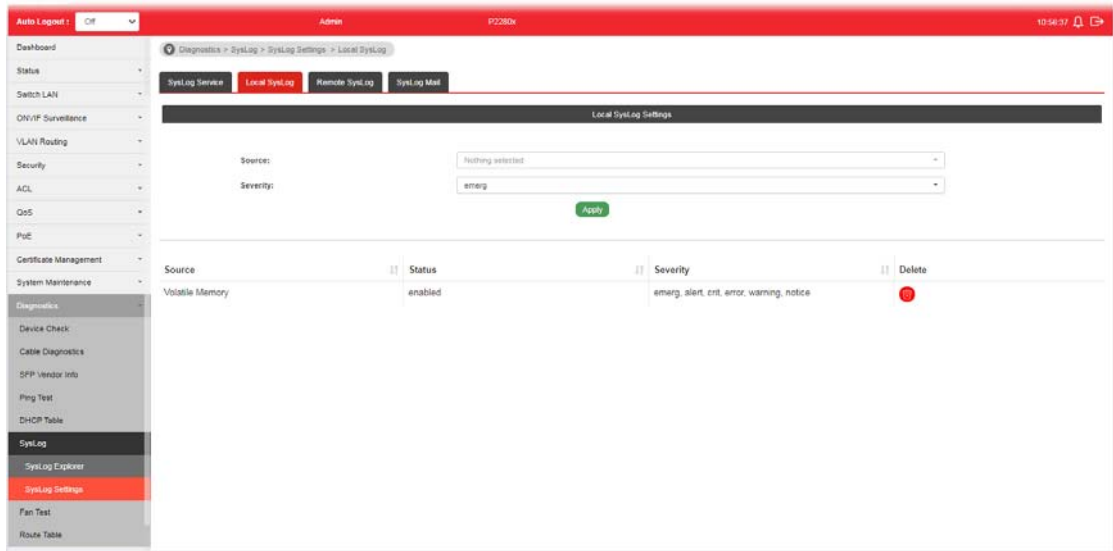 Auto Logout : Off Admin P2280x 10:56:37
Dashboard
Status
Switch LAN
ONVIF Surveillance
VLAN Routing
Security
ACL
QoS
PoE
Certificate Management
System Maintenance
Diagnostics
Device Check
Cable Diagnostics
SFP Vendor Info
Ping Test
DHCP Table
SysLog
SysLog Explorer
SysLog Settings
Fan Test
Route Table
Diagnostics > SysLog > SysLog Settings > Local SysLog
SysLog Service Local SysLog Remote SysLog SysLog Mail
Local SysLog Settings
Source: Nothing selected
Severity: emerg
Apply
Source Status Severity Delete
Volatile Memory enabled emerg, alert, crit, error, warning, notice